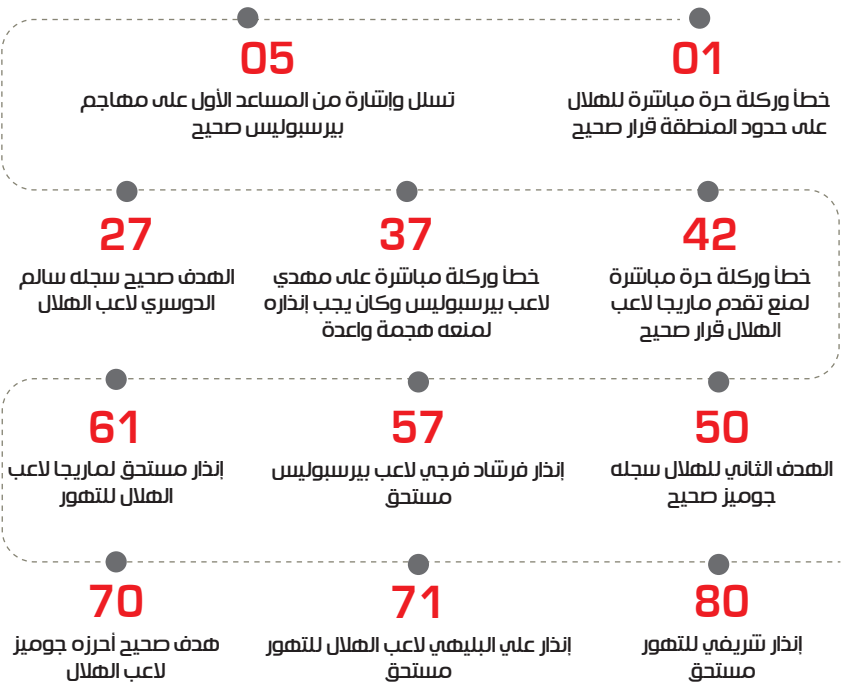 01
خطأ وركلة حرة مباشرة للهلال
على حدود المنطقة قرار صحيح
05
تسلل وإشارة من المساعد الأول على مهاجم
بيرسبوليس صحيح
27
الهدف صحيح سجله سالم
الدوسري لاعب الهلال
37
خطأ وركلة مباشرة على مهدي
لاعب بيرسبوليس وكان يجب إنذاره
لمنعه هجمة واعدة
42
خطأ وركلة حرة مباشرة
لمنع تقدم ماريجا لاعب
الهلال قرار صحيح
50
الهدف الثاني للهلال سجله
جوميز صحيح
57
إنذار فرشاد فرجي لاعب بيرسبوليس
مستحق
61
إنذار مستحق لماريجا لاعب
الهلال للتهور
70
هدف صحيح أحرزه جوميز
لاعب الهلال
71
إنذار علي البليهي لاعب الهلال للتهور
مستحق
80
إنذار شريفي للتهور
مستحق